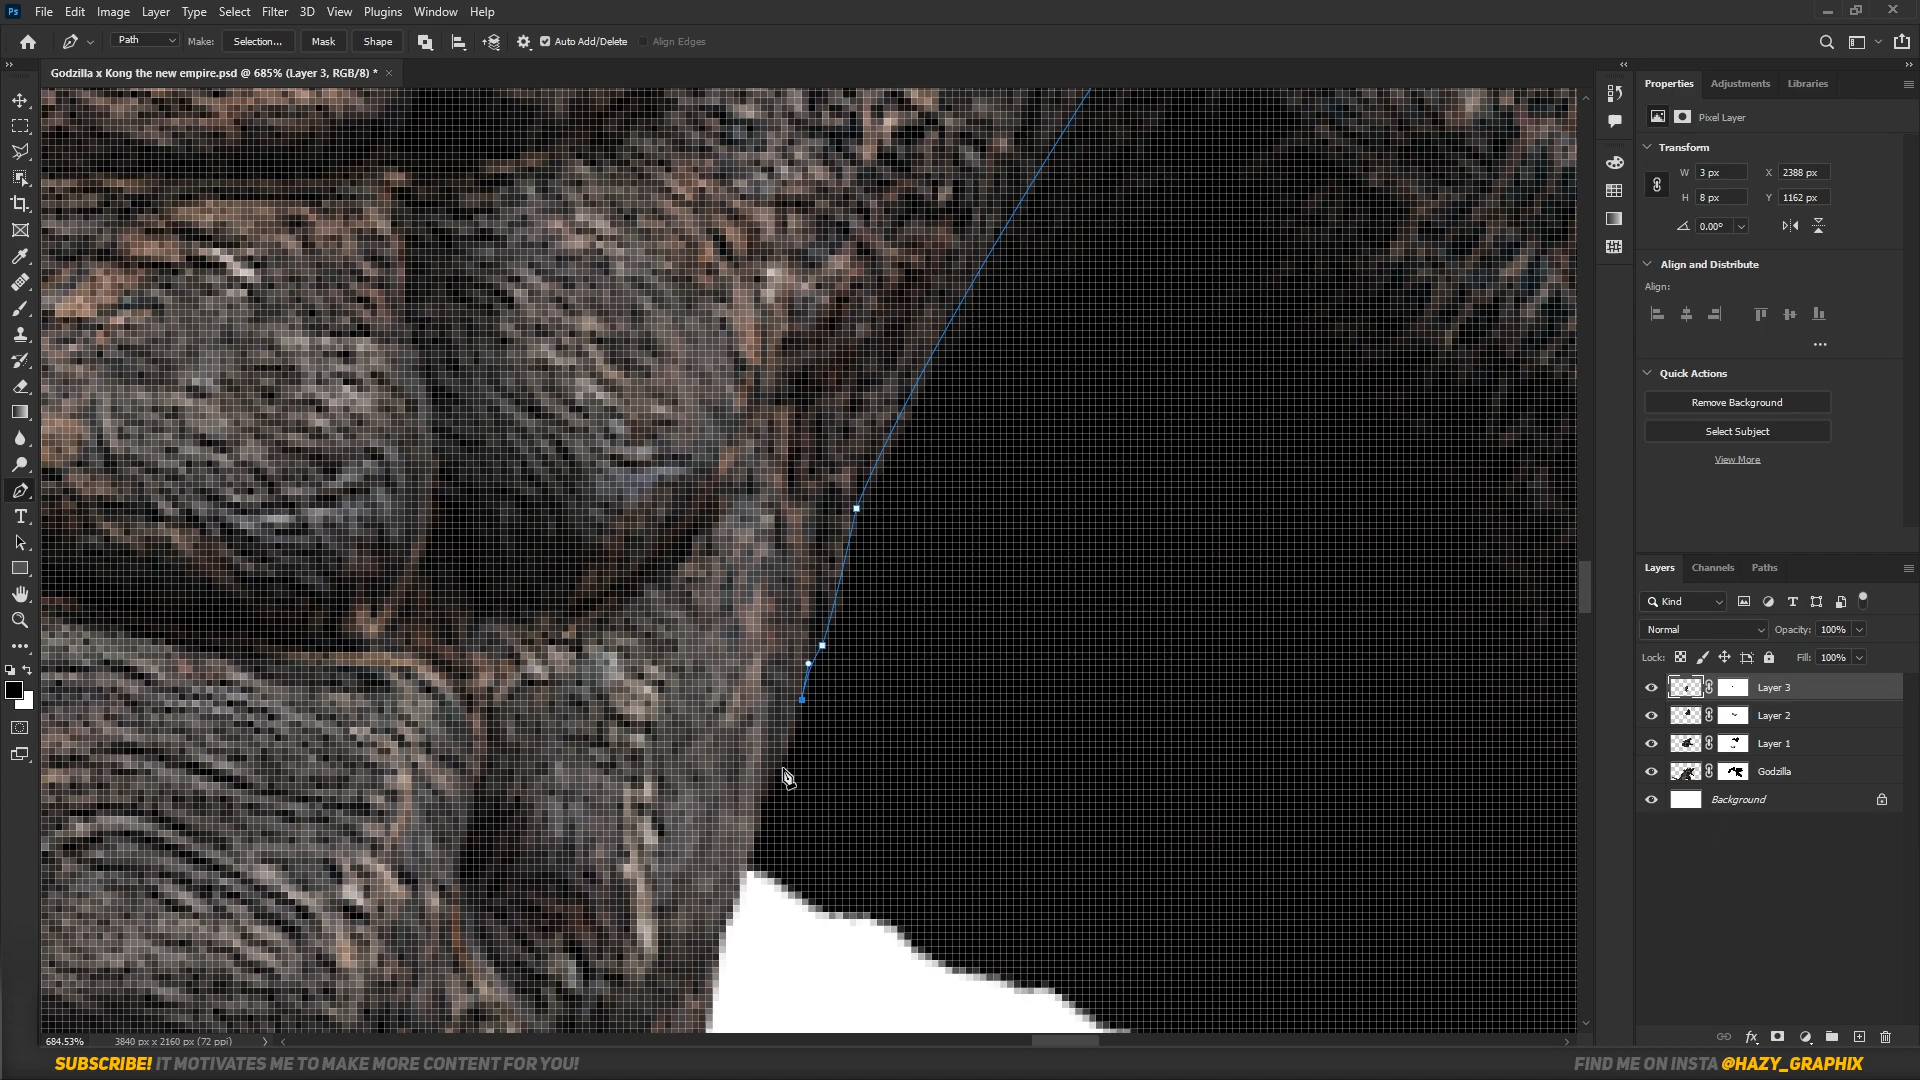 Ps File Edit Image Layer Type Select Filter 3D View Plugins Window Help
Path Make: Selection... Mask Shape Auto Add/Delete Align Edges
Godzilla x Kong the new empire.psd @ 685% (Layer 3, RGB/8) * ×
Properties Adjustments Libraries
Pixel Layer
Transform
W 3 px X 2388 px
H 8 px Y 1162 px
0.00°
Align and Distribute
Align:
Quick Actions
Remove Background
Select Subject
View More
Layers Channels Paths
Kind
Normal Opacity: 100%
Lock: Fill: 100%
Layer 3
Layer 2
Layer 1
Godzilla
Background
684.53% 3840 px x 2160 px (72 ppi)
SUBSCRIBE! IT MOTIVATES ME TO MAKE MORE CONTENT FOR YOU!
FIND ME ON INSTA @HAZY_GRAPHIX